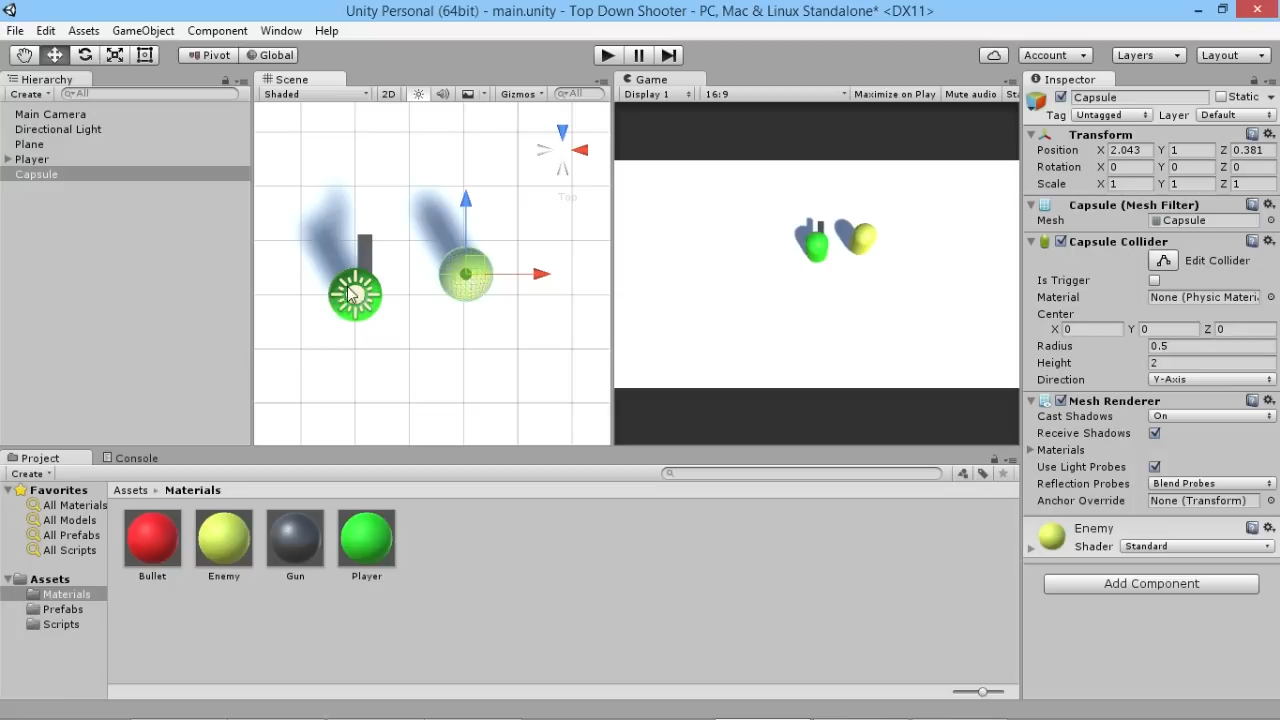 Unity Personal (64bit) - main.unity - Top Down Shooter - PC, Mac & Linux Standalone* <DX11>
File Edit Assets GameObject Component Window Help
Pivot Global Account Layers Layout
Hierarchy Scene Game Inspector
Create All Shaded 2D Gizmos All Display 1 16:9 Maximize on Play Mute audio Sta
Capsule Static
Main Camera
Tag Untagged Layer Default
Directional Light
Transform
Plane
Position X 2.043 Y 1 Z 0.381
Player
Rotation X 0 Y 0 Z 0
Capsule
Scale X 1 Y 1 Z 1
Top
Capsule (Mesh Filter)
Mesh Capsule
Capsule Collider
Edit Collider
Is Trigger
Material None (Physic Materi
Center
X 0 Y 0 Z 0
Radius 0.5
Height 2
Direction Y-Axis
Mesh Renderer
Cast Shadows On
Receive Shadows
Materials
Use Light Probes
Reflection Probes Blend Probes
Anchor Override None (Transform)
Enemy
Shader Standard
Add Component
Project Console
Create
Favorites
All Materials
All Models
All Prefabs
All Scripts
Assets
Materials
Prefabs
Scripts
Assets Materials
Bullet Enemy Gun Player